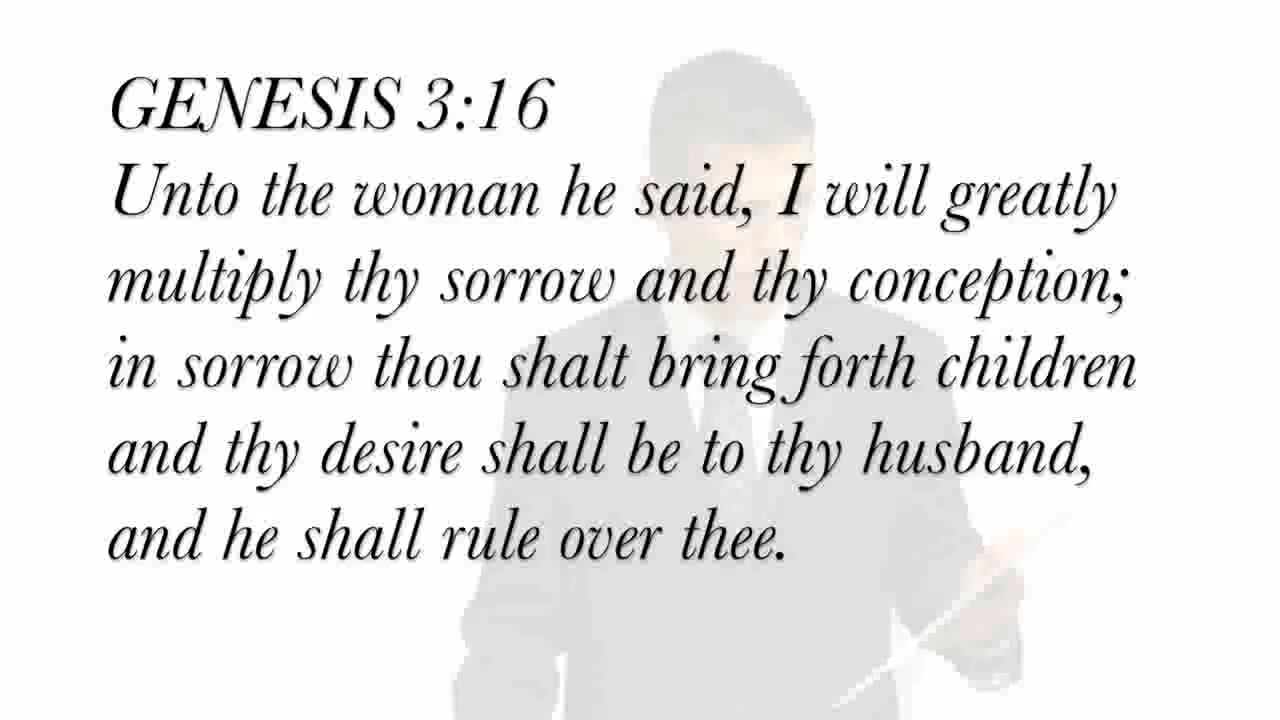 GENESIS 3:16
Unto the woman he said, I will greatly
multiply thy sorrow and thy conception;
in sorrow thou shalt bring forth children
and thy desire shall be to thy husband,
and he shall rule over thee.